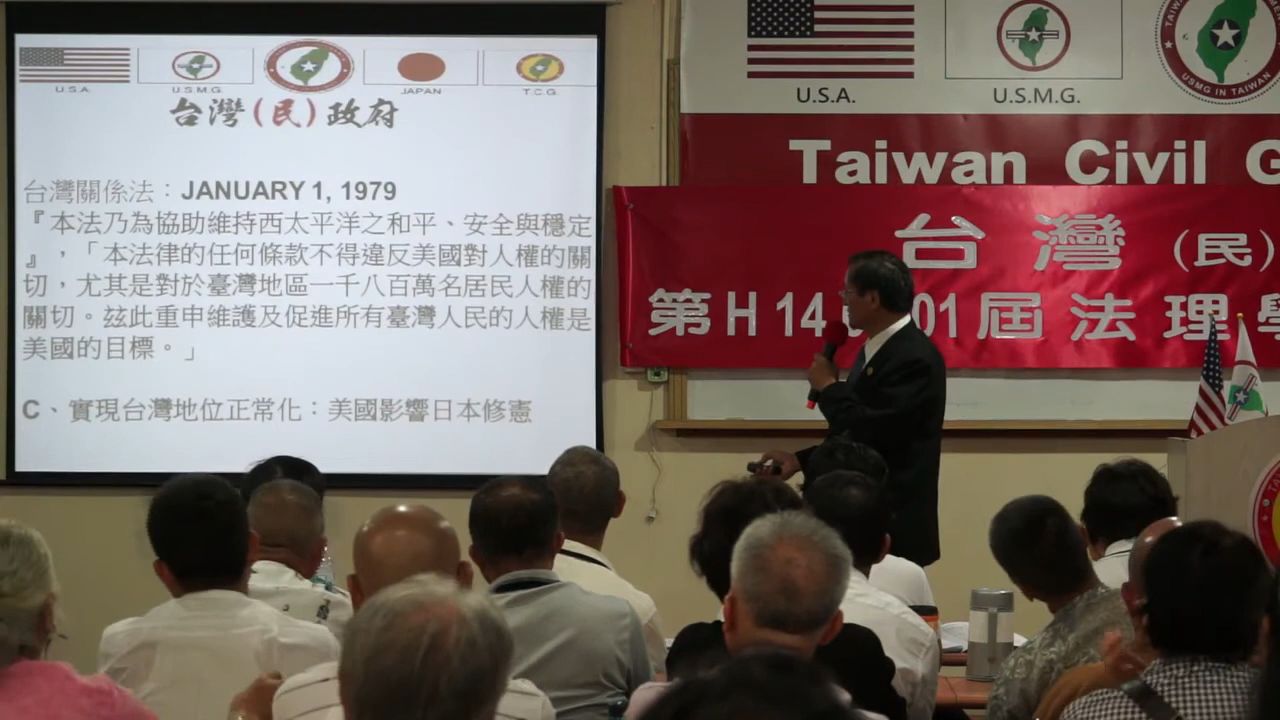 U.S.A.
U.S.M.G.
JAPAN
T.C.G.
台灣(民)政府
台灣關係法：JANUARY 1, 1979
『本法乃為協助維持西太平洋之和平、安全與穩定
』，「本法律的任何條款不得違反美國對人權的關
切，尤其是對於臺灣地區一千八百萬名居民人權的
關切。茲此重申維護及促進所有臺灣人民的人權是
美國的目標。」
C、實現台灣地位正常化：美國影響日本修憲
U.S.A.
U.S.M.G.
USMG IN TAIWAN
Taiwan Civil G
台灣(民)
第H14 01屆法理學